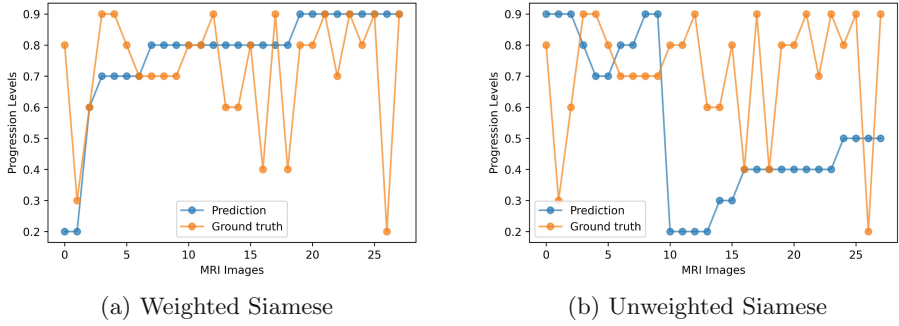 0.9
0.8
0.7
0.6
0.5
0.4
0.3
0.2
Progression Levels
Prediction
Ground truth
0 5 10 15 20 25
MRI Images
(a) Weighted Siamese
0.9
0.8
0.7
0.6
0.5
0.4
0.3
0.2
Progression Levels
Prediction
Ground truth
0 5 10 15 20 25
MRI Images
(b) Unweighted Siamese